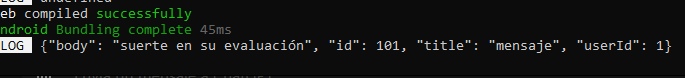 LOG undefined
eb compiled successfully
ndroid Bundling complete 45ms
LOG {"body": "suerte en su evaluación", "id": 101, "title": "mensaje", "userId": 1}